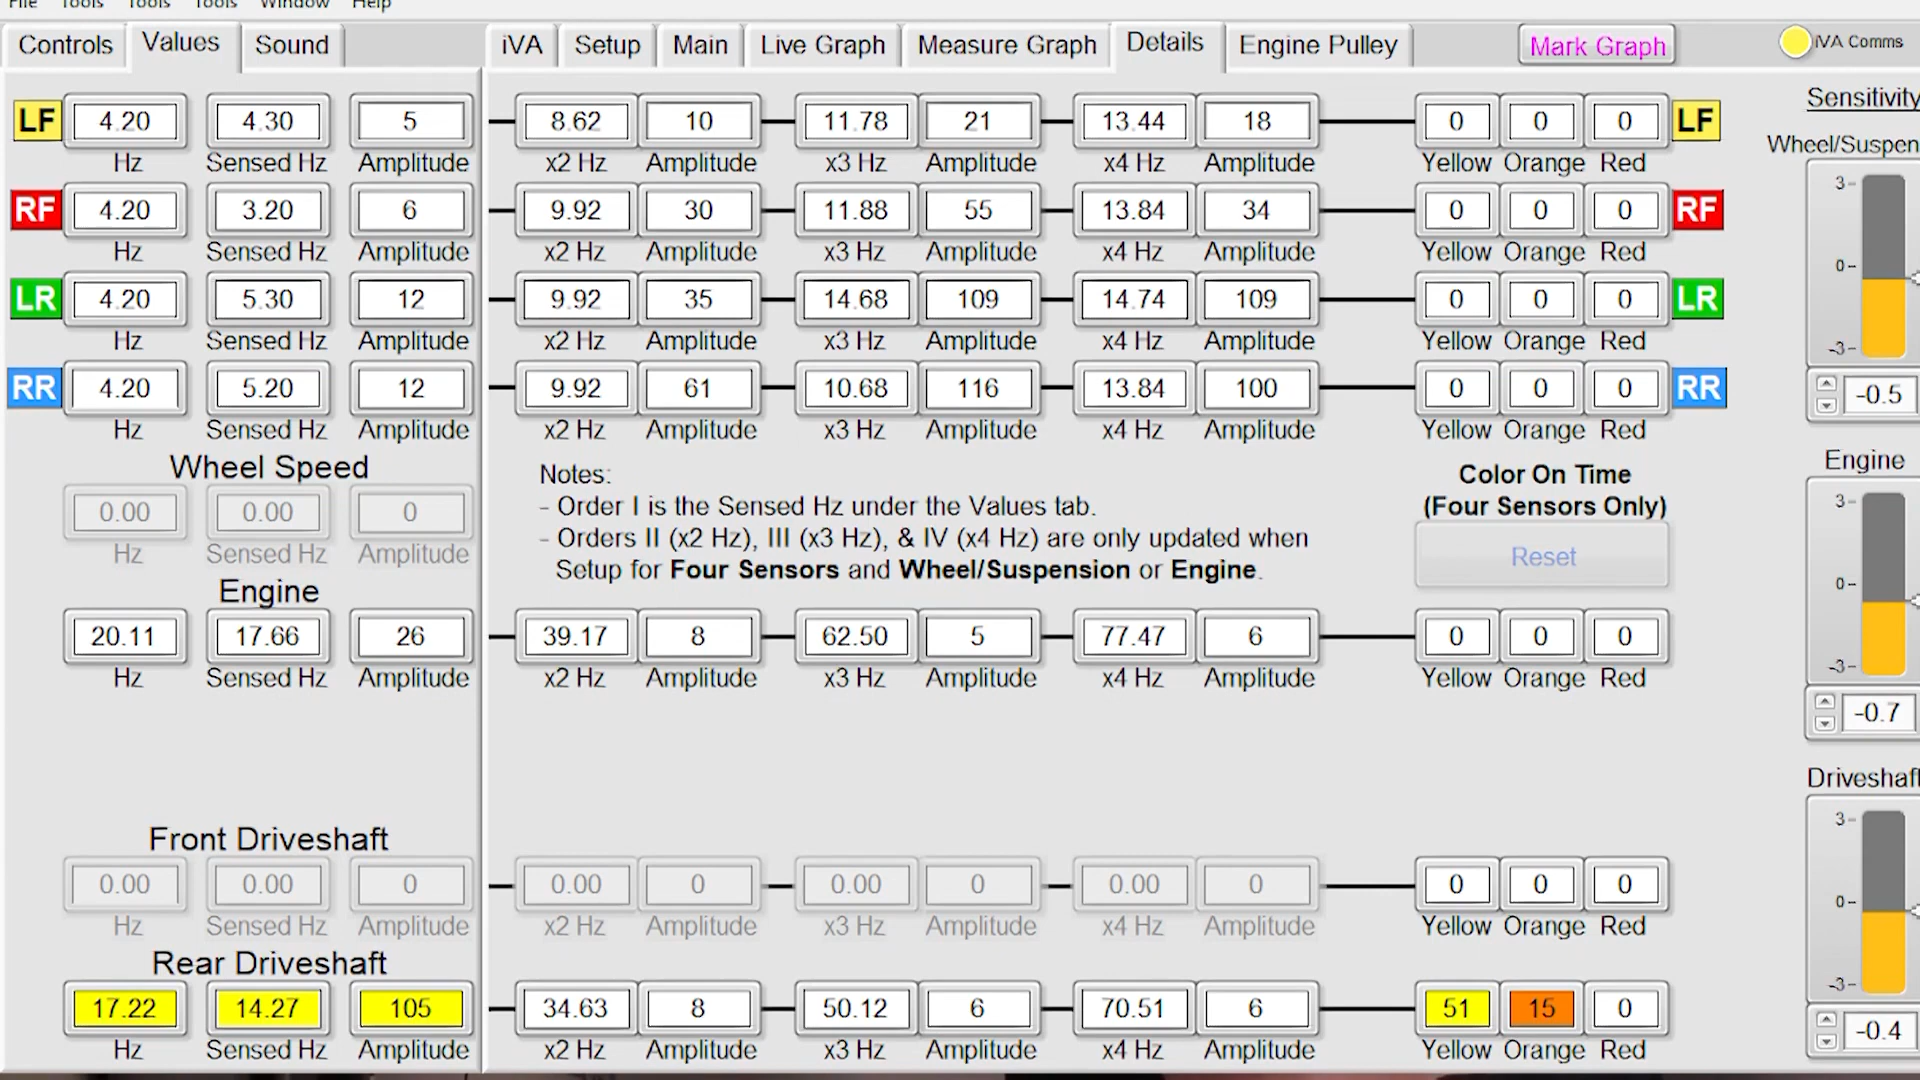 File Tools Tools Tools Window Help
Controls Values Sound iVA Setup Main Live Graph Measure Graph Details Engine Pulley Mark Graph iVA Comms
Sensitivity
LF 4.20 4.30 5 8.62 10 11.78 21 13.44 18 0 0 0 LF
Hz Sensed Hz Amplitude x2 Hz Amplitude x3 Hz Amplitude x4 Hz Amplitude Yellow Orange Red Wheel/Suspen
3
RF 4.20 3.20 6 9.92 30 11.88 55 13.84 34 0 0 0 RF
Hz Sensed Hz Amplitude x2 Hz Amplitude x3 Hz Amplitude x4 Hz Amplitude Yellow Orange Red
0
LR 4.20 5.30 12 9.92 35 14.68 109 14.74 109 0 0 0 LR
Hz Sensed Hz Amplitude x2 Hz Amplitude x3 Hz Amplitude x4 Hz Amplitude Yellow Orange Red
-3
RR 4.20 5.20 12 9.92 61 10.68 116 13.84 100 0 0 0 RR -0.5
Hz Sensed Hz Amplitude x2 Hz Amplitude x3 Hz Amplitude x4 Hz Amplitude Yellow Orange Red
Wheel Speed
0.00 0.00 0
Hz Sensed Hz Amplitude
Notes:
- Order I is the Sensed Hz under the Values tab.
- Orders II (x2 Hz), III (x3 Hz), & IV (x4 Hz) are only updated when
Setup for Four Sensors and Wheel/Suspension or Engine.
Color On Time
(Four Sensors Only)
Reset
Engine
3
0
-3
-0.7
Engine
20.11 17.66 26 39.17 8 62.50 5 77.47 6 0 0 0
Hz Sensed Hz Amplitude x2 Hz Amplitude x3 Hz Amplitude x4 Hz Amplitude Yellow Orange Red
Front Driveshaft
0.00 0.00 0 0.00 0 0.00 0 0.00 0 0 0 0
Hz Sensed Hz Amplitude x2 Hz Amplitude x3 Hz Amplitude x4 Hz Amplitude Yellow Orange Red
Rear Driveshaft
17.22 14.27 105 34.63 8 50.12 6 70.51 6 51 15 0
Hz Sensed Hz Amplitude x2 Hz Amplitude x3 Hz Amplitude x4 Hz Amplitude Yellow Orange Red
Driveshaft
3
0
-3
-0.4